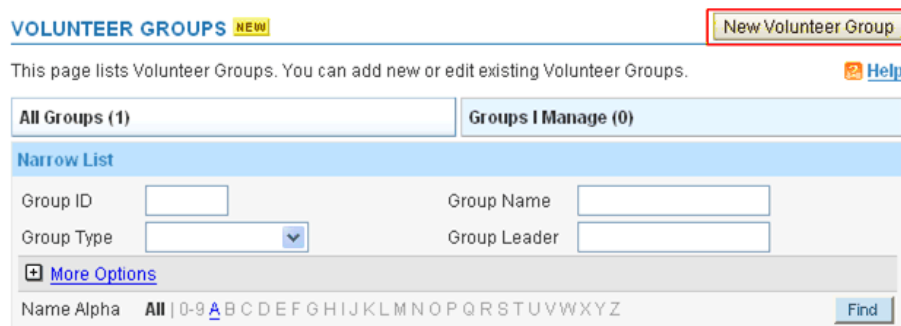 VOLUNTEER GROUPS NEW New Volunteer Group
This page lists Volunteer Groups. You can add new or edit existing Volunteer Groups. Help
All Groups (1) Groups I Manage (0)
Narrow List
Group ID Group Name
Group Type Group Leader
More Options
Name Alpha All | 0-9 A B C D E F G H I J K L M N O P Q R S T U V W X Y Z Find